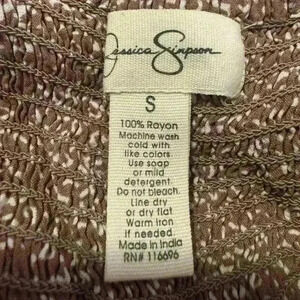 Jessica Simpson
S
100% Rayon
Machine wash
cold with
like colors.
Use soap
or mild
detergent.
Do not bleach.
Line dry
or dry flat
Warm iron
if needed.
Made in India
RN# 116696